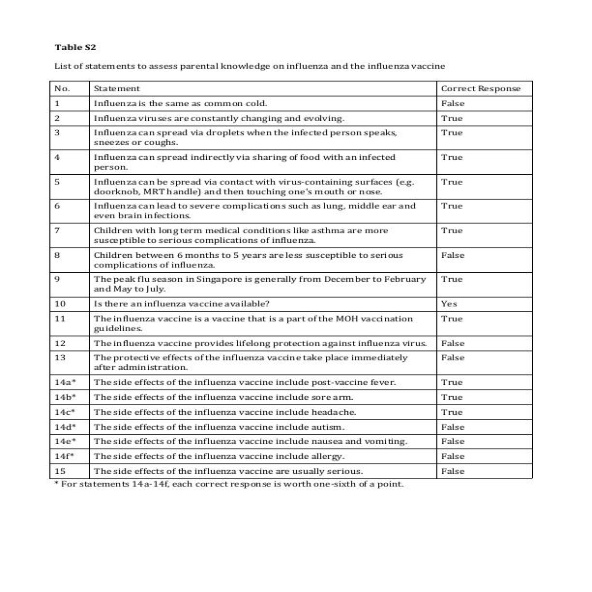 Table S2
List of statements to assess parental knowledge on influenza and the influenza vaccine
No. Statement Correct Response
1 Influenza is the same as common cold. False
2 Influenza viruses are constantly changing and evolving. True
3 Influenza can spread via droplets when the infected person speaks, True
sneezes or coughs.
4 Influenza can spread indirectly via sharing of food with an infected True
person.
5 Influenza can be spread via contact with virus-containing surfaces (e.g. True
doorknob, MRT handle) and then touching one's mouth or nose.
6 Influenza can lead to severe complications such as lung, middle ear and True
even brain infections.
7 Children with long term medical conditions like asthma are more True
susceptible to serious complications of influenza.
8 Children between 6 months to 5 years are less susceptible to serious False
complications of influenza.
9 The peak flu season in Singapore is generally from December to February True
and May to July.
10 Is there an influenza vaccine available? Yes
11 The influenza vaccine is a vaccine that is a part of the MOH vaccination True
guidelines.
12 The influenza vaccine provides lifelong protection against influenza virus. False
13 The protective effects of the influenza vaccine take place immediately False
after administration.
14a* The side effects of the influenza vaccine include post-vaccine fever. True
14b* The side effects of the influenza vaccine include sore arm. True
14c* The side effects of the influenza vaccine include headache. True
14d* The side effects of the influenza vaccine include autism. False
14e* The side effects of the influenza vaccine include nausea and vomiting. False
14f* The side effects of the influenza vaccine include allergy. False
15 The side effects of the influenza vaccine are usually serious. False
* For statements 14a-14f, each correct response is worth one-sixth of a point.